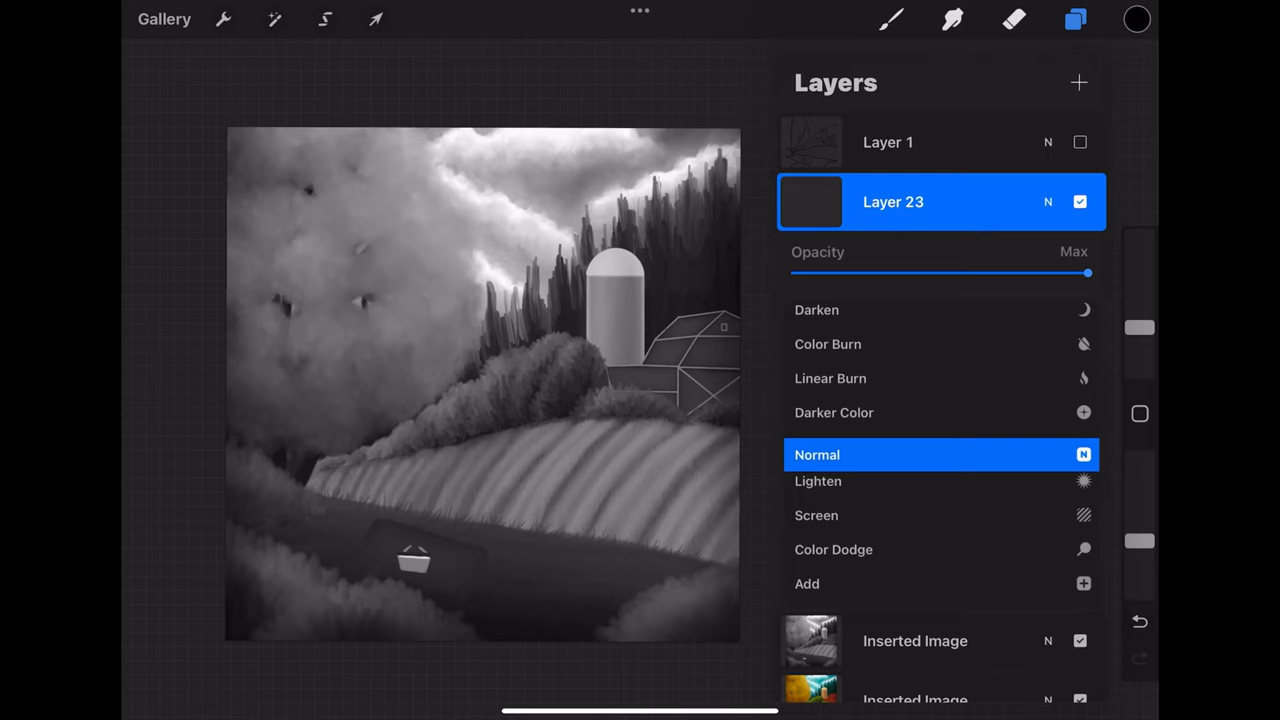 Gallery
Layers
Layer 1 N
Layer 23 N
Opacity Max
Darken
Color Burn
Linear Burn
Darker Color
Normal N
Lighten
Screen
Color Dodge
Add
Inserted Image N
Inserted Image N